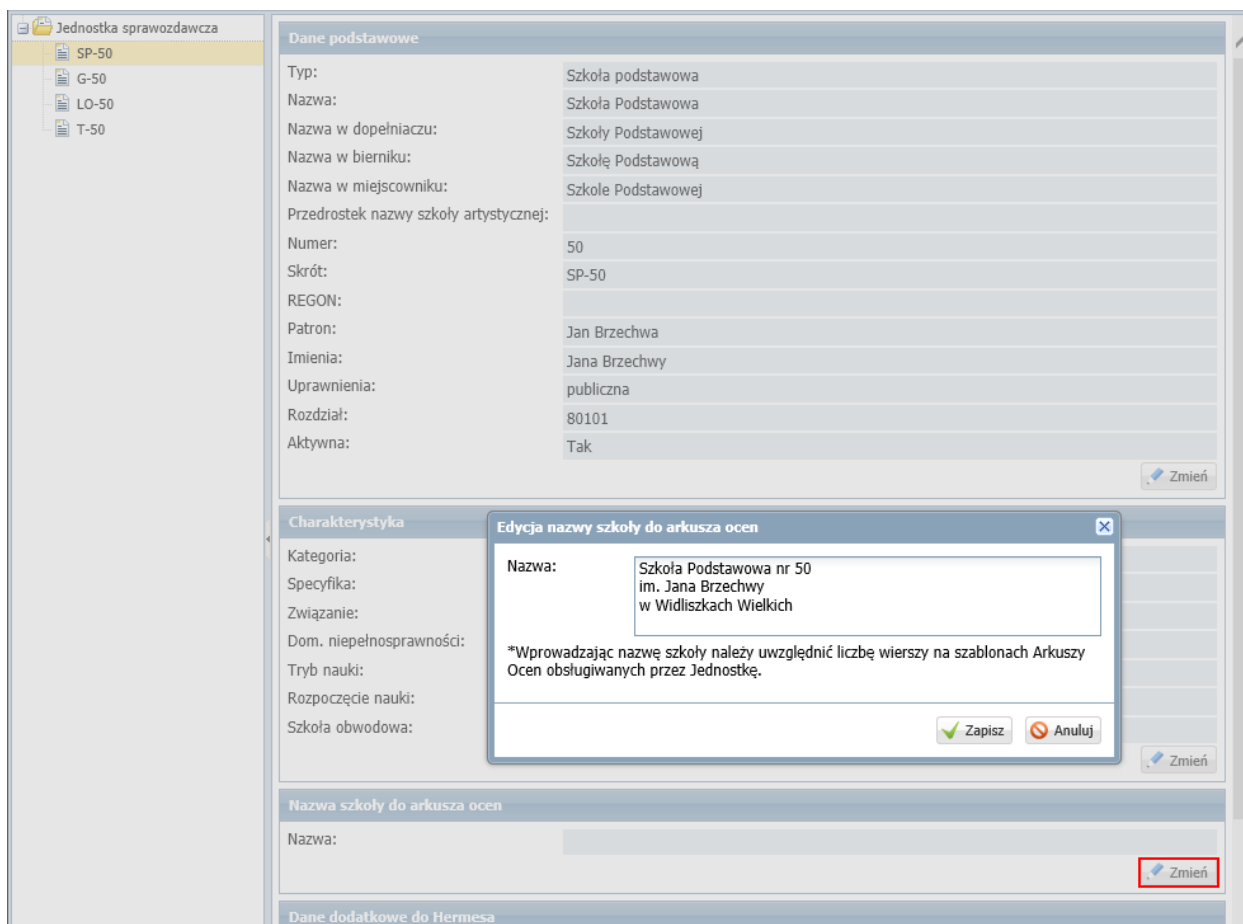 Jednostka sprawozdawcza
SP-50
G-50
LO-50
T-50
Dane podstawowe
Typ: Szkoła podstawowa
Nazwa: Szkoła Podstawowa
Nazwa w dopełniaczu: Szkoły Podstawowej
Nazwa w bierniku: Szkołę Podstawową
Nazwa w miejscowniku: Szkole Podstawowej
Przedrostek nazwy szkoły artystycznej:
Numer: 50
Skrót: SP-50
REGON:
Patron: Jan Brzechwa
Imienia: Jana Brzechwy
Uprawnienia: publiczna
Rozdział: 80101
Aktywna: Tak
Zmień
Charakterystyka
Kategoria:
Specyfika:
Związanie:
Dom. niepełnosprawności:
Tryb nauki:
Rozpoczęcie nauki:
Szkoła obwodowa:
Zmień
Edycja nazwy szkoły do arkusza ocen
Nazwa: Szkoła Podstawowa nr 50
im. Jana Brzechwy
w Widliszkach Wielkich
*Wprowadzając nazwę szkoły należy uwzględnić liczbę wierszy na szablonach Arkuszy
Ocen obsługiwanych przez Jednostkę.
Zapisz Anuluj
Nazwa szkoły do arkusza ocen
Nazwa:
Zmień
Dane dodatkowe do Hermesa